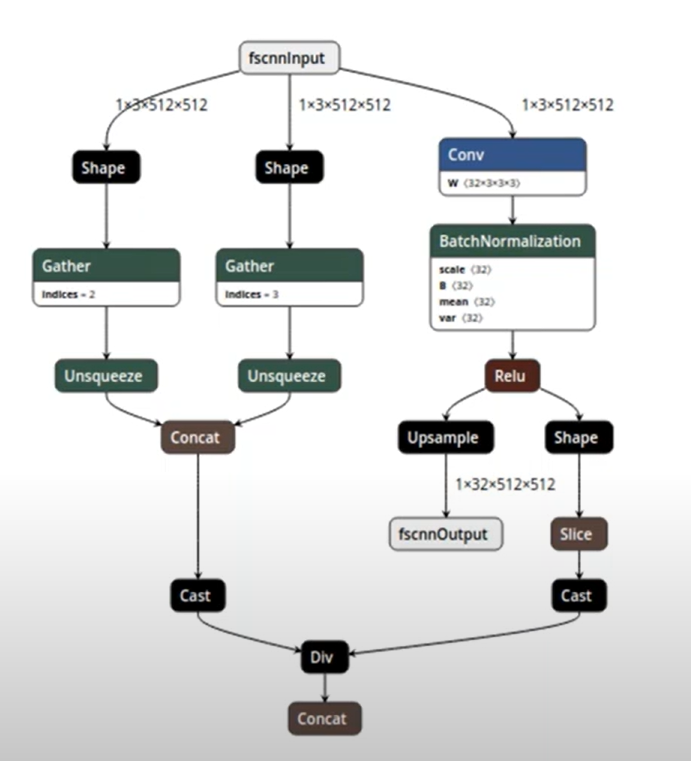 fscnnInput
1×3×512×512
1×3×512×512
1×3×512×512
Shape
Shape
Conv
W ⟨32×3×3×3⟩
BatchNormalization
scale ⟨32⟩
B ⟨32⟩
mean ⟨32⟩
var ⟨32⟩
Gather
indices = 2
Gather
indices = 3
Unsqueeze
Unsqueeze
Relu
Concat
Upsample
Shape
1×32×512×512
fscnnOutput
Slice
Cast
Cast
Div
Concat